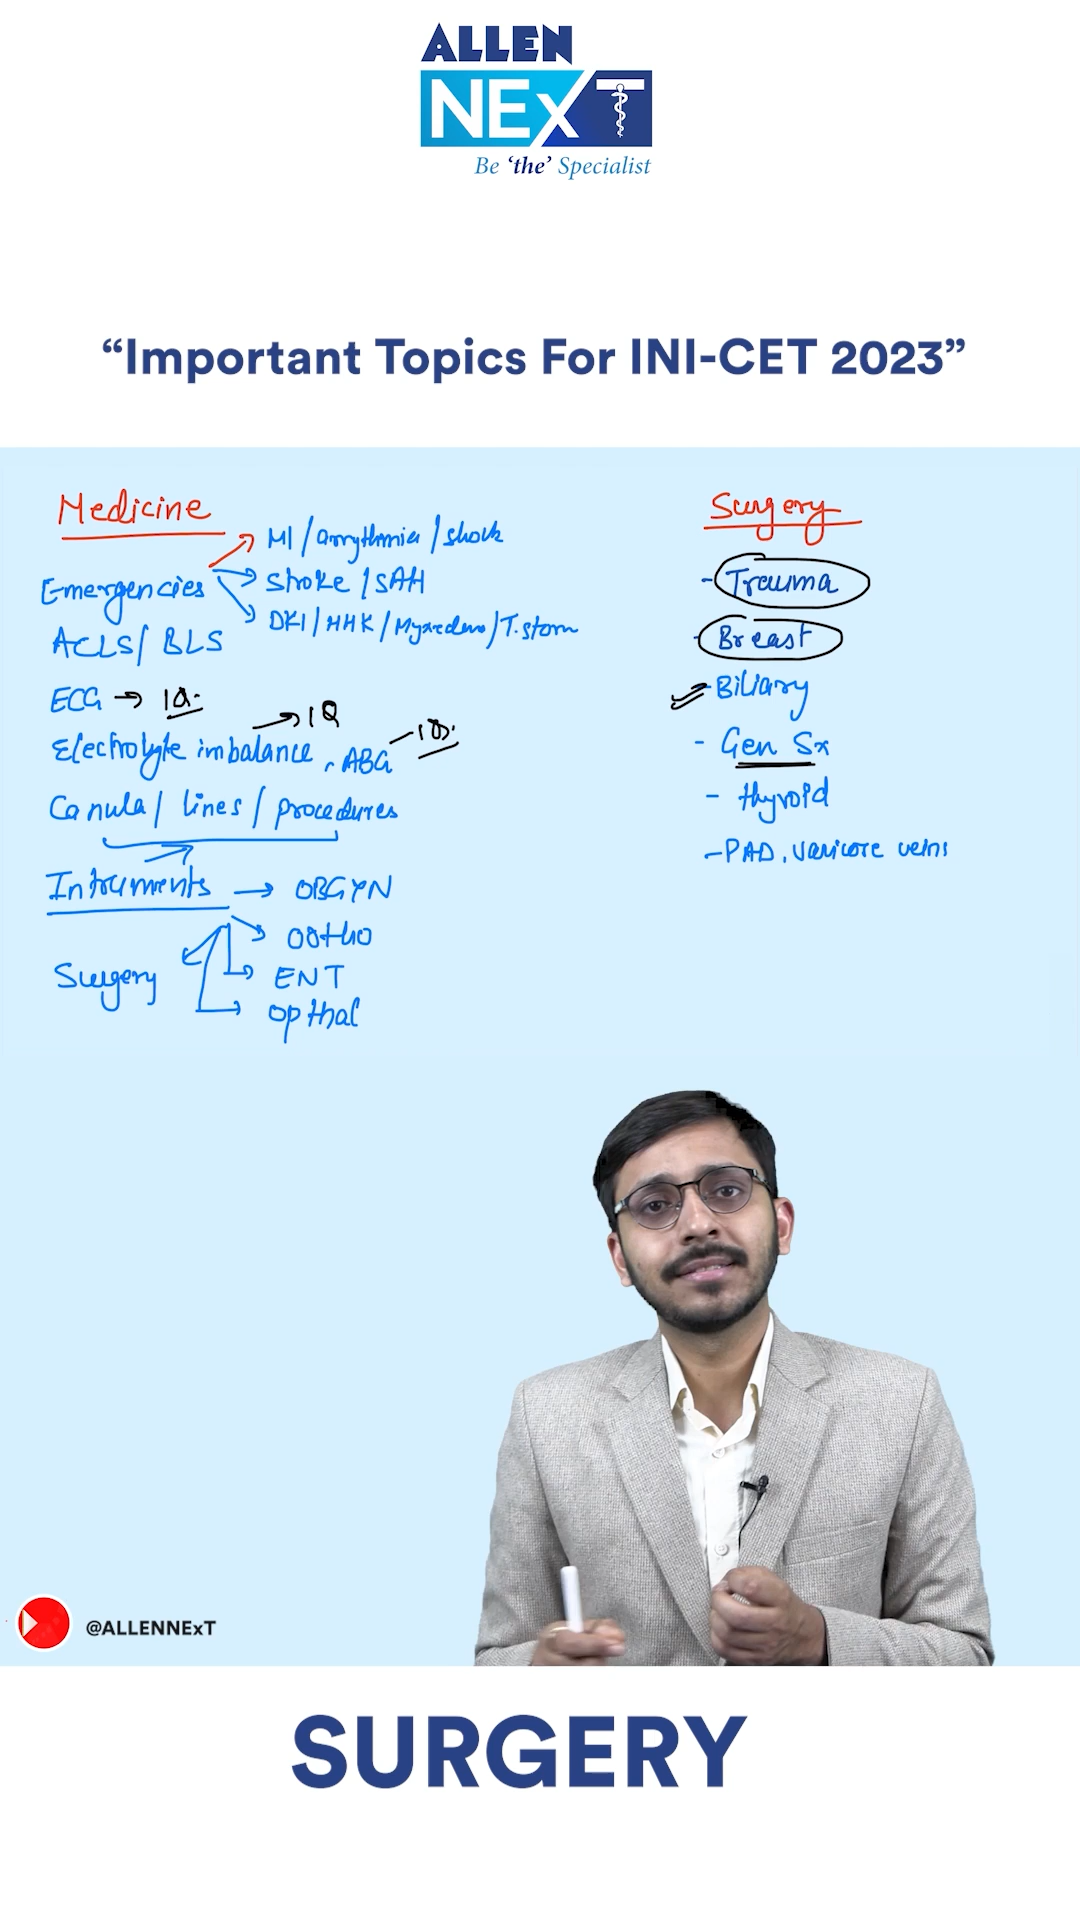 ALLEN
NExT
Be ‘the’ Specialist
“Important Topics For INI-CET 2023”
Medicine
MI / arrythmia / shock
Emergencies
Stroke / SAH
DKI / HHK / Myxedema / T.storm
ACLS / BLS
ECG → 1Q.
→ 1Q
Electrolyte imbalance, ABG – 1Q.
Canula / lines / procedures
Intruments → OBGYN
Ortho
Surgery
ENT
Opthal
Surgery
- Trauma
- Breast
- Biliary
- Gen Sx
- thyroid
- PAD, varicose veins
@ALLENNExT
SURGERY